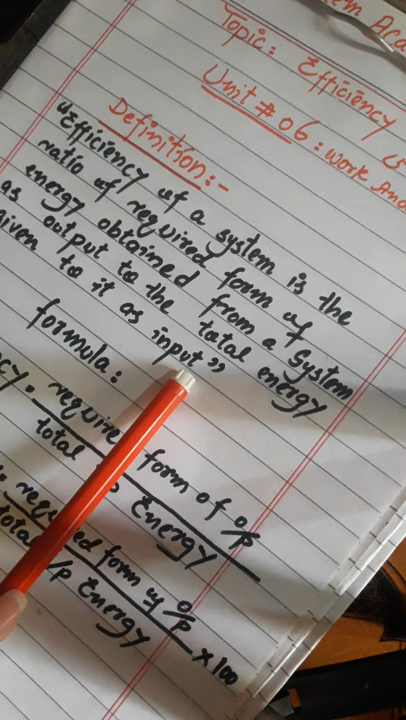 Topic: Efficiency
Unit # 06: Work And
Definition:-
"Efficiency of a system is the
ratio of required form of
energy obtained from a System
as output to the total energy
given to it as input"
formula:
required form of o/p
total Energy
required form of o/p
total i/p Energy × 100